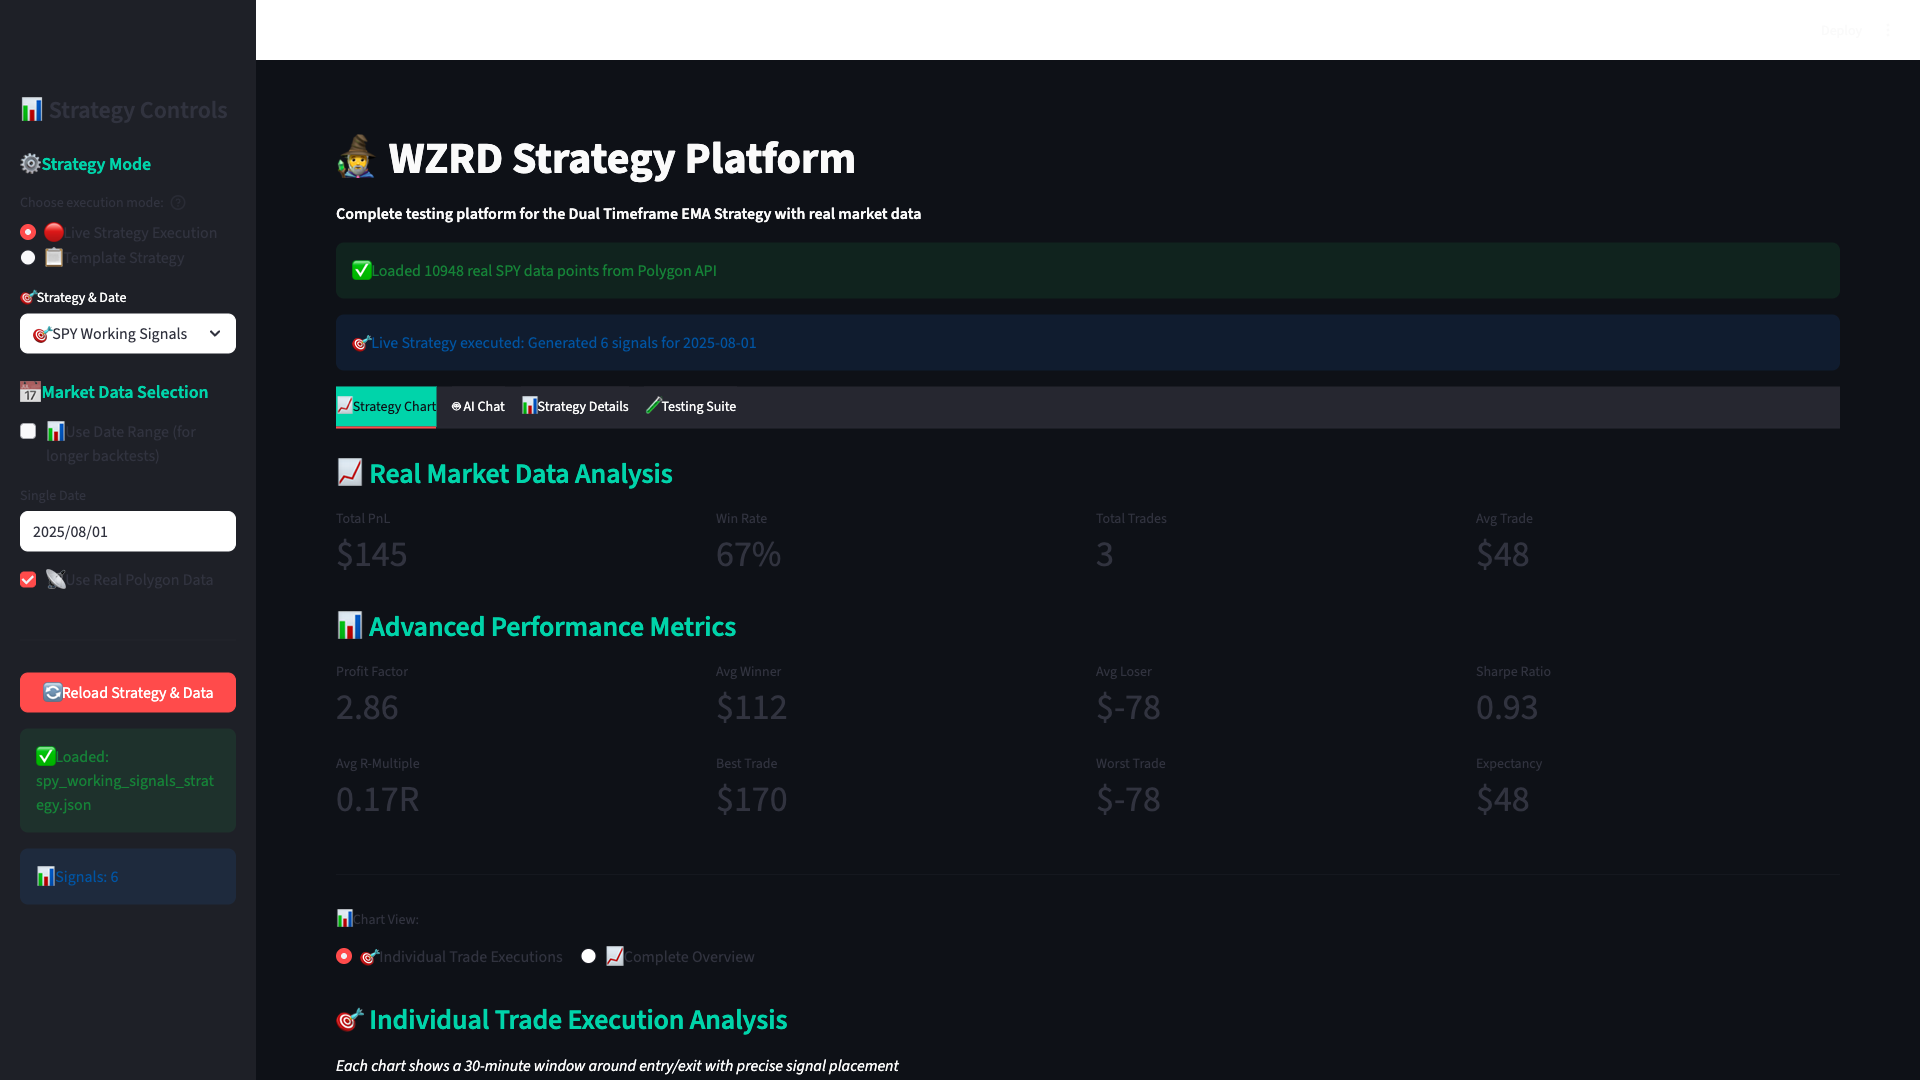 Strategy Controls
Strategy Mode
Choose execution mode:
Live Strategy Execution
Template Strategy
Strategy & Date
SPY Working Signals
Market Data Selection
Use Date Range (for
longer backtests)
Single Date
2025/08/01
Use Real Polygon Data
Reload Strategy & Data
Loaded:
spy_working_signals_strat
egy.json
Signals: 6
WZRD Strategy Platform
Complete testing platform for the Dual Timeframe EMA Strategy with real market data
Loaded 10948 real SPY data points from Polygon API
Live Strategy executed: Generated 6 signals for 2025-08-01
Strategy Chart AI Chat Strategy Details Testing Suite
Real Market Data Analysis
Total PnL Win Rate Total Trades Avg Trade
$145 67% 3 $48
Advanced Performance Metrics
Profit Factor Avg Winner Avg Loser Sharpe Ratio
2.86 $112 $-78 0.93
Avg R-Multiple Best Trade Worst Trade Expectancy
0.17R $170 $-78 $48
Chart View:
Individual Trade Executions Complete Overview
Individual Trade Execution Analysis
Each chart shows a 30-minute window around entry/exit with precise signal placement